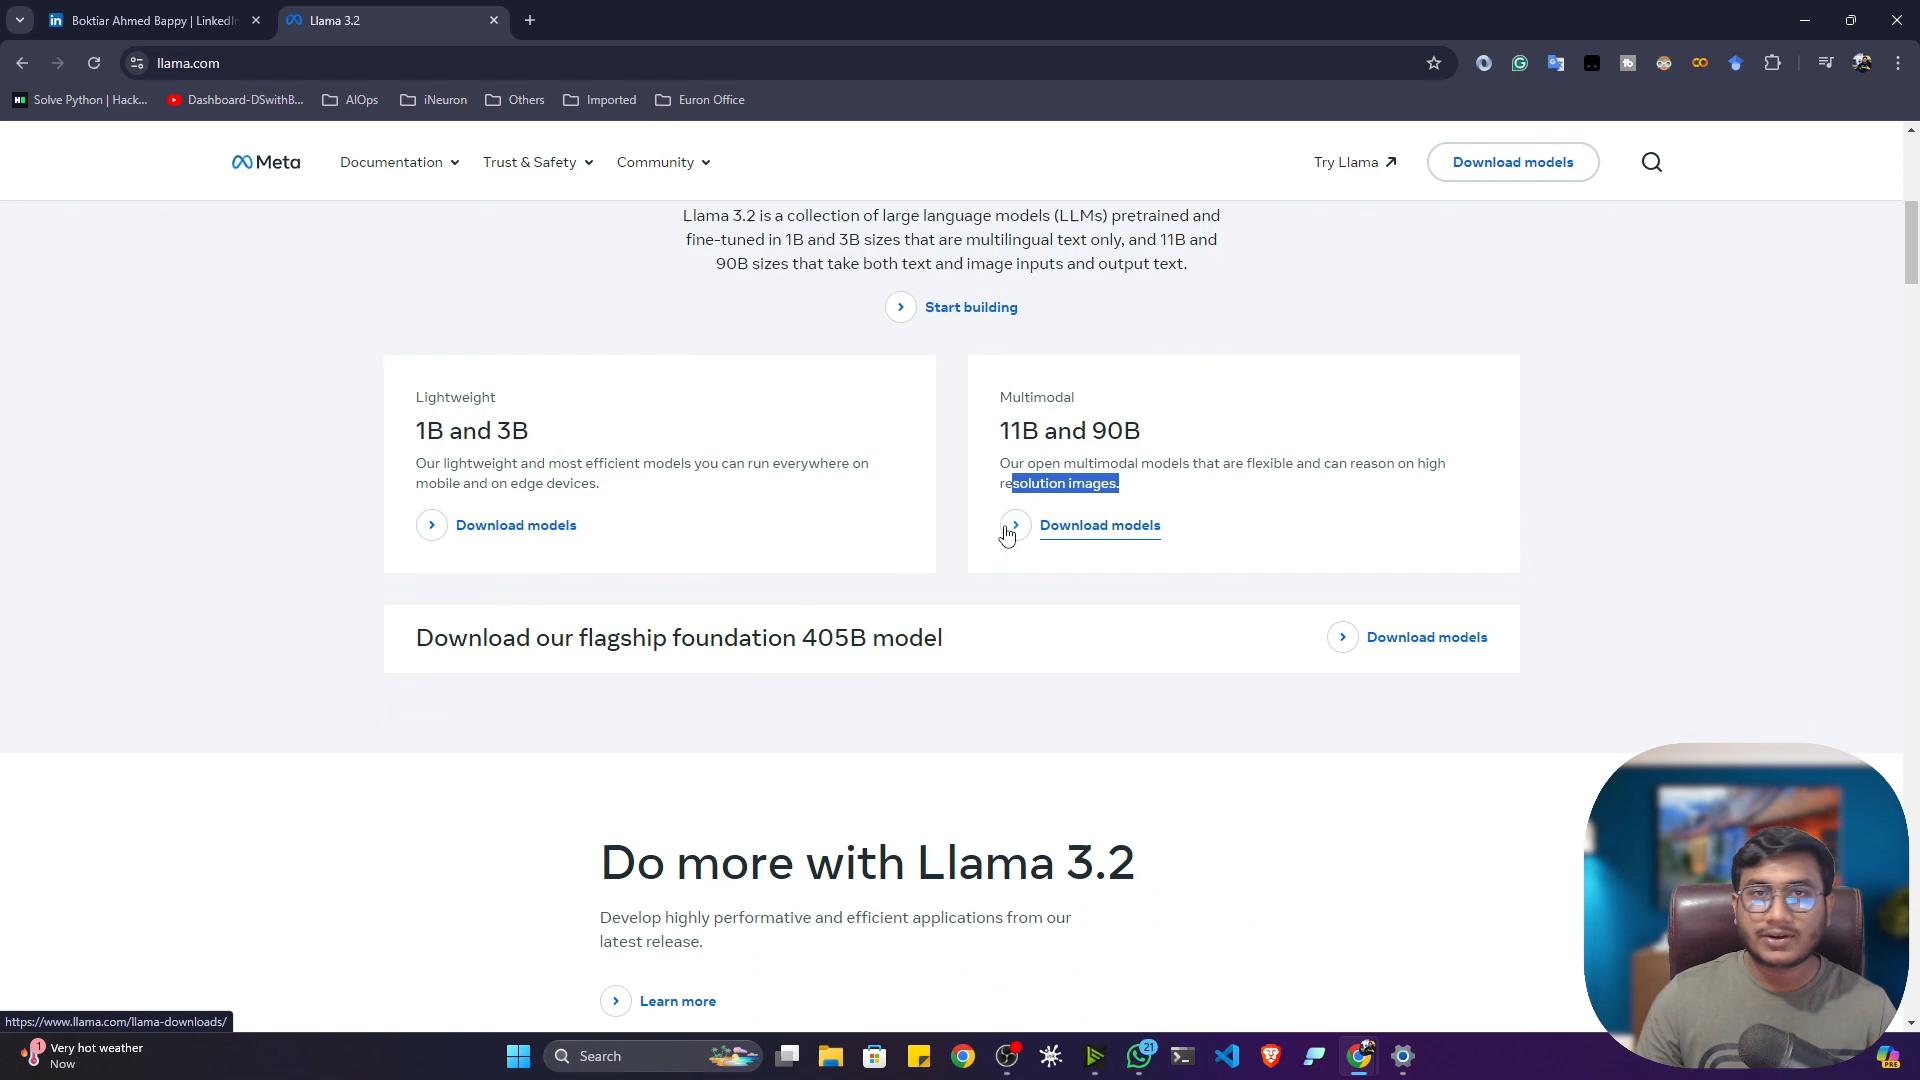 Boktiar Ahmed Bappy | LinkedIn
Llama 3.2
llama.com
Solve Python | Hack...
Dashboard-DSwithB...
AIOps
iNeuron
Others
Imported
Euron Office
Meta
Documentation
Trust & Safety
Community
Try Llama
Download models
Llama 3.2 is a collection of large language models (LLMs) pretrained and
fine-tuned in 1B and 3B sizes that are multilingual text only, and 11B and
90B sizes that take both text and image inputs and output text.
Start building
Lightweight
1B and 3B
Our lightweight and most efficient models you can run everywhere on
mobile and on edge devices.
Download models
Multimodal
11B and 90B
Our open multimodal models that are flexible and can reason on high
resolution images.
Download models
Download our flagship foundation 405B model
Download models
Do more with Llama 3.2
Develop highly performative and efficient applications from our
latest release.
Learn more
https://www.llama.com/llama-downloads/
1
Very hot weather
Now
Search
21
PRE